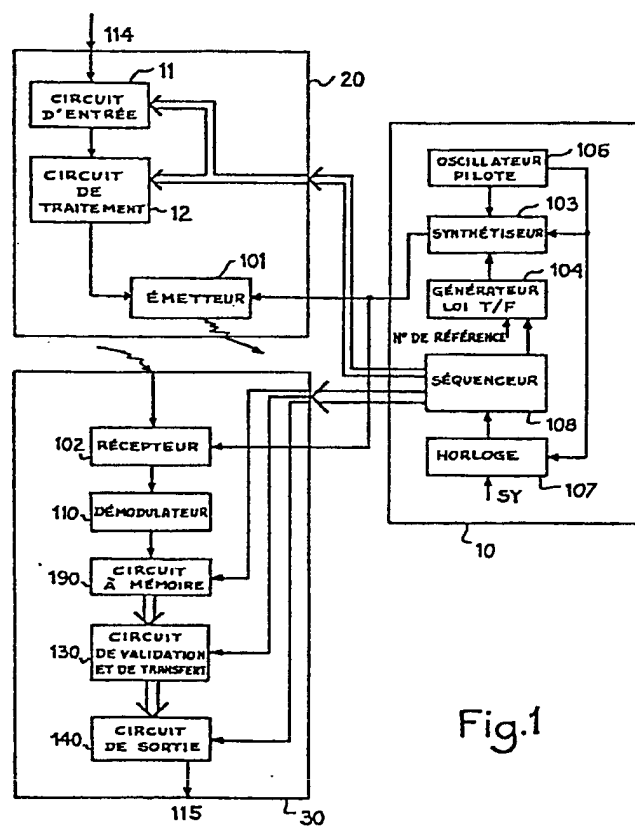 114
11
CIRCUIT
D'ENTRÉE
20
CIRCUIT
DE
TRAITEMENT
12
101
ÉMETTEUR
OSCILLATEUR
PILOTE
106
103
SYNTHÉTISEUR
104
GÉNÉRATEUR
LOI T/F
N° DE RÉFÉRENCE
SÉQUENCEUR
108
HORLOGE
107
SY
10
102
RÉCEPTEUR
110
DÉMODULATEUR
190
CIRCUIT
À MÉMOIRE
130
CIRCUIT
DE VALIDATION
ET DE TRANSFERT
140
CIRCUIT
DE SORTIE
115
30
Fig.1